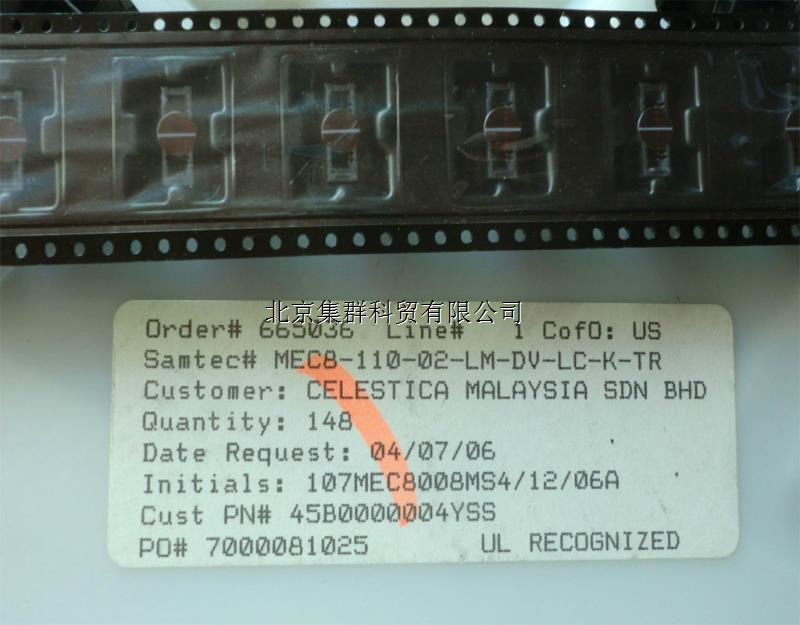 北京集群科贸有限公司
Order# 665036 Line# 1 CofO: US
Samtec# MEC8-110-02-LM-DV-LC-K-TR
Customer: CELESTICA MALAYSIA SDN BHD
Quantity: 148
Date Request: 04/07/06
Initials: 107MEC8008MS4/12/06A
Cust PN# 45B0000004YSS
PO# 7000081025 UL RECOGNIZED